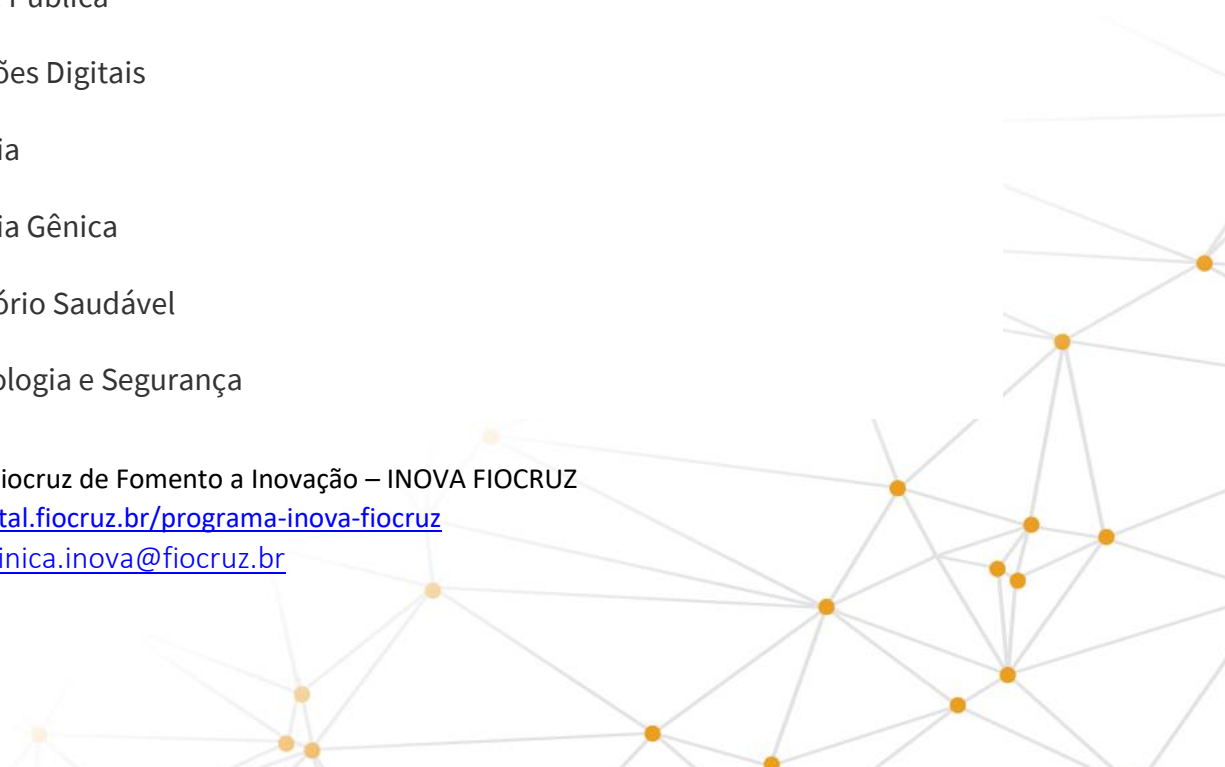 Pública
ões Digitais
ia
ia Gênica
ório Saudável
ologia e Segurança
iocruz de Fomento a Inovação – INOVA FIOCRUZ
tal.fiocruz.br/programa-inova-fiocruz
inica.inova@fiocruz.br